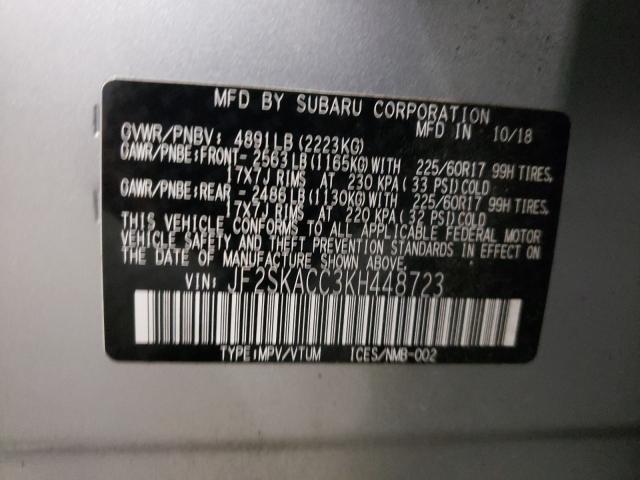 MFD BY SUBARU CORPORATION
MFD IN 10/18
GVWR/PNBV: 4891LB(2223KG)
GAWR/PNBE:FRONT- 2563LB(1165KG)WITH 225/60R17 99H TIRES,
17X7J RIMS AT 230 KPA(33 PSI)COLD
GAWR/PNBE:REAR - 2486LB(1130KG)WITH 225/60R17 99H TIRES,
17X7J RIMS AT 220 KPA(32 PSI)COLD
THIS VEHICLE CONFORMS TO ALL APPLICABLE FEDERAL MOTOR
VEHICLE SAFETY AND THEFT PREVENTION STANDARDS IN EFFECT ON
THE DATE OF MANUFACTURE SHOWN ABOVE.
VIN: JF2SKACC3KH448723
TYPE:MPV/VTUM ICES/NMB-002